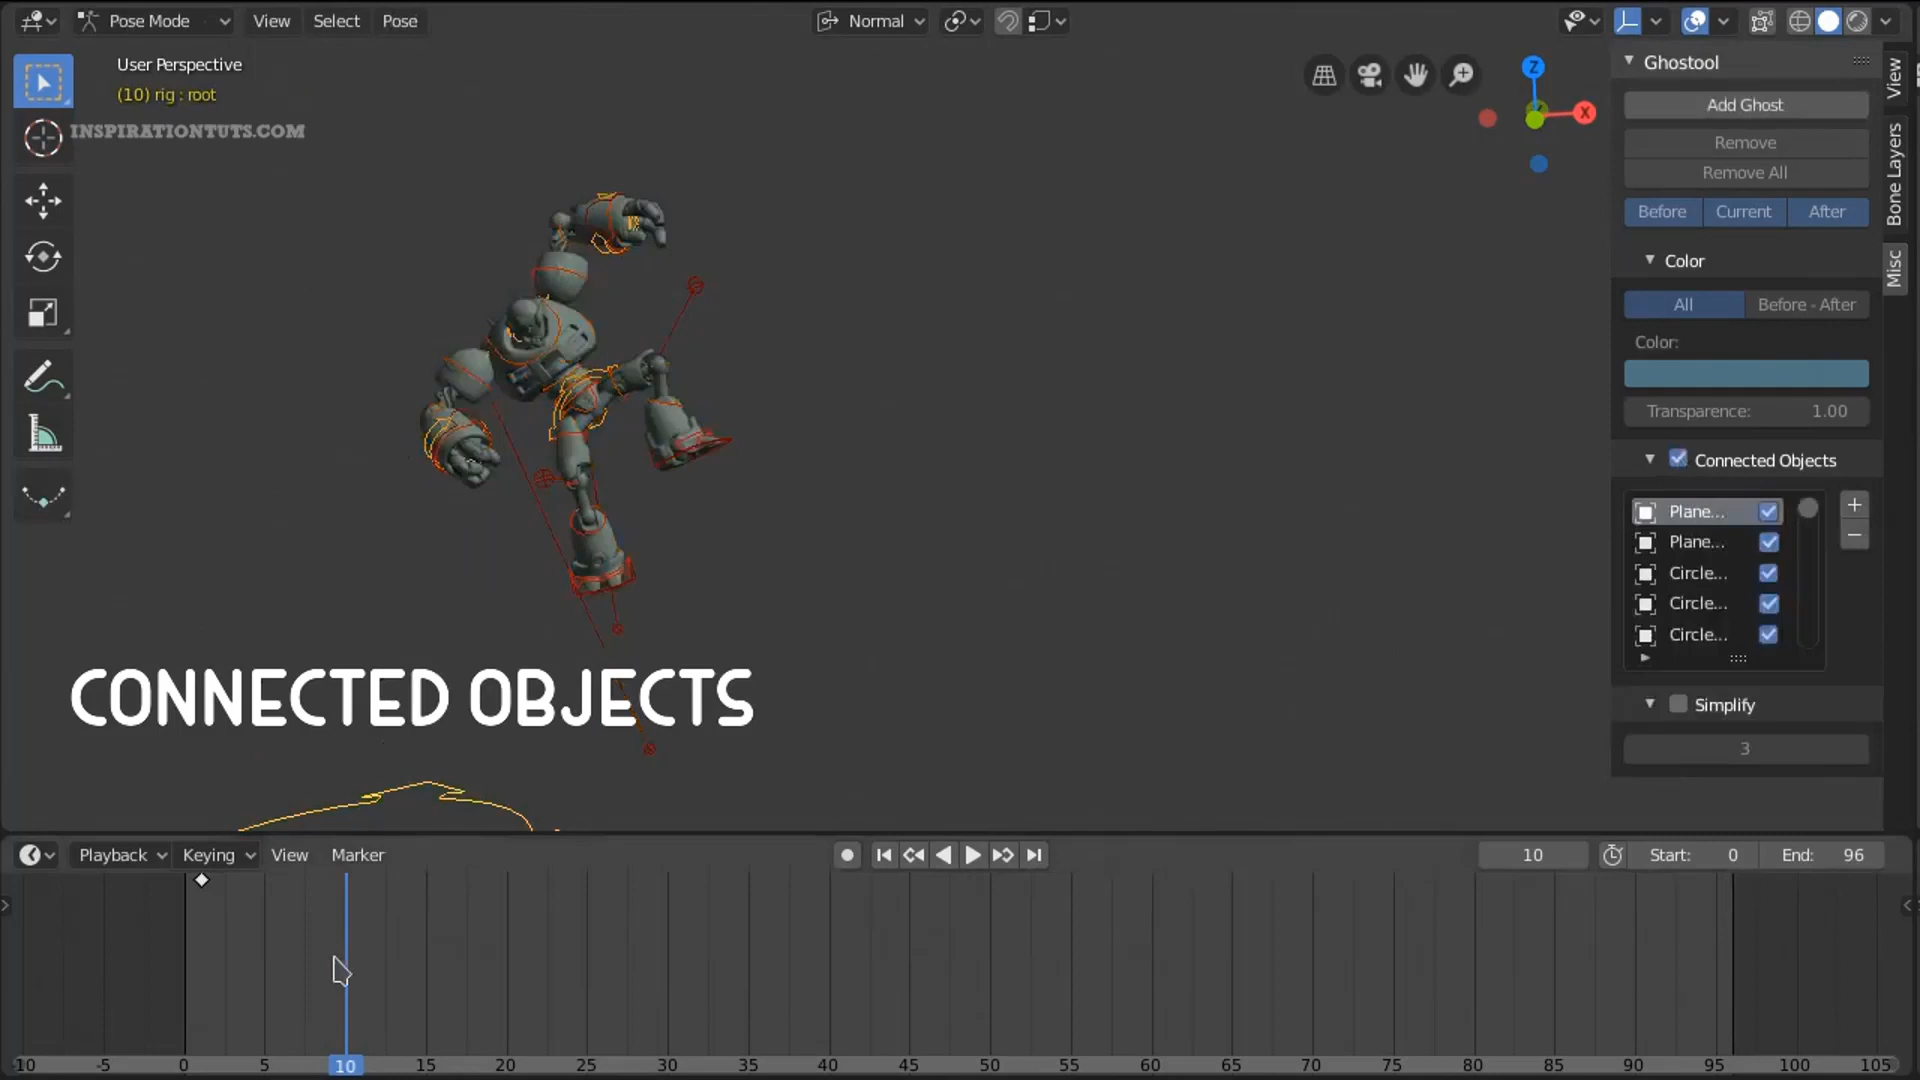 Pose Mode View Select Pose Normal
User Perspective
(10) rig : root
INSPIRATIONTUTS.COM
Z
X
Ghostool
Add Ghost
Remove
Remove All
Before Current After
Color
All Before - After
Color:
Transparence: 1.00
Connected Objects
Plane...
Plane...
Circle...
Circle...
Circle...
Simplify
3
View
Bone Layers
Misc
CONNECTED OBJECTS
Playback Keying View Marker 10 Start: 0 End: 96
-10 -5 0 5 10 15 20 25 30 35 40 45 50 55 60 65 70 75 80 85 90 95 100 105